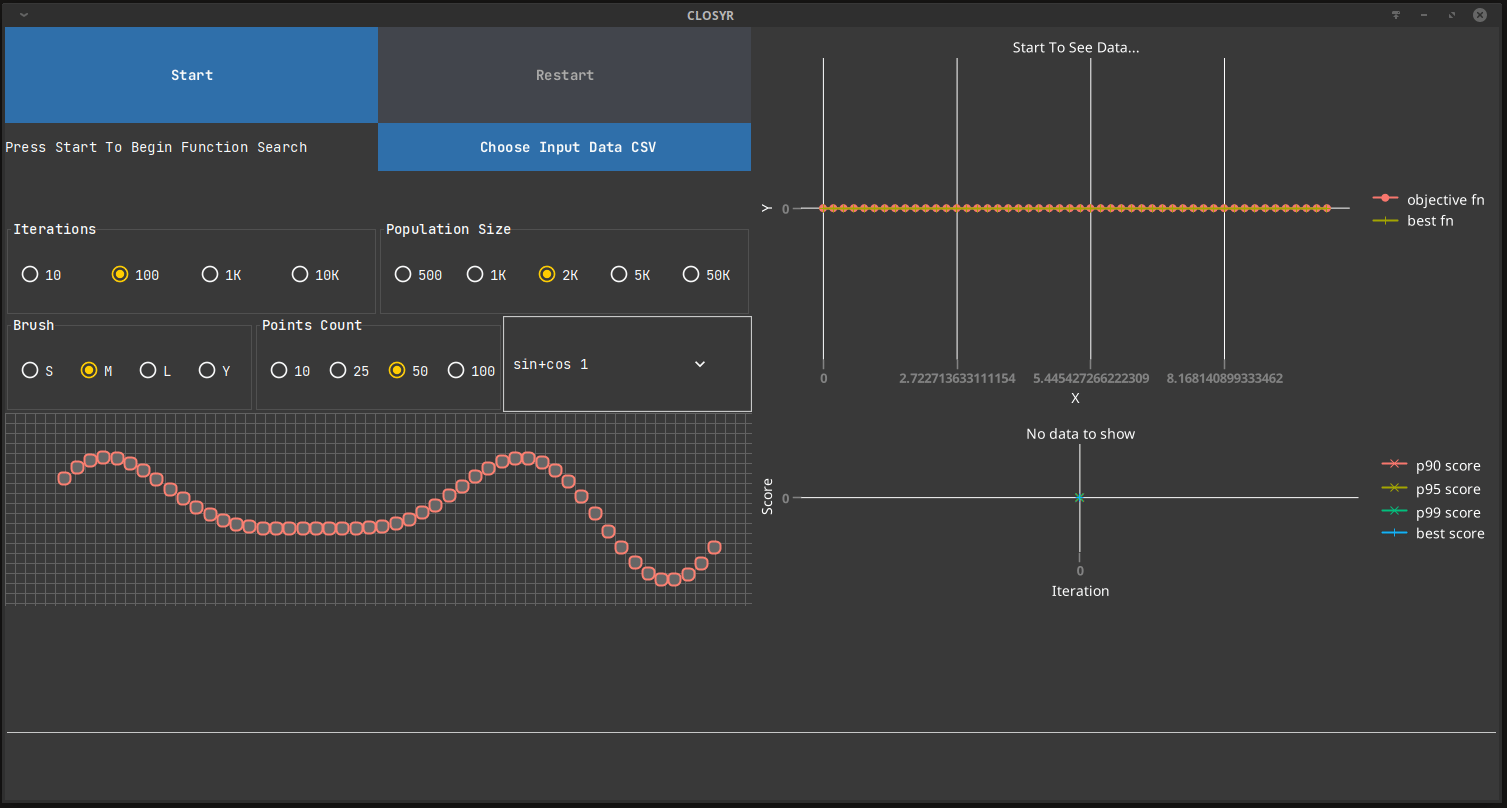 CLOSYR
Start
Restart
Press Start To Begin Function Search
Choose Input Data CSV
Iterations
10 100 1K 10K
Population Size
500 1K 2K 5K 50K
Brush
S M L Y
Points Count
10 25 50 100
sin+cos 1
Start To See Data...
Y
0
0 2.722713633111154 5.445427266222309 8.168140899333462
X
objective fn
best fn
No data to show
Score
0
0
Iteration
p90 score
p95 score
p99 score
best score